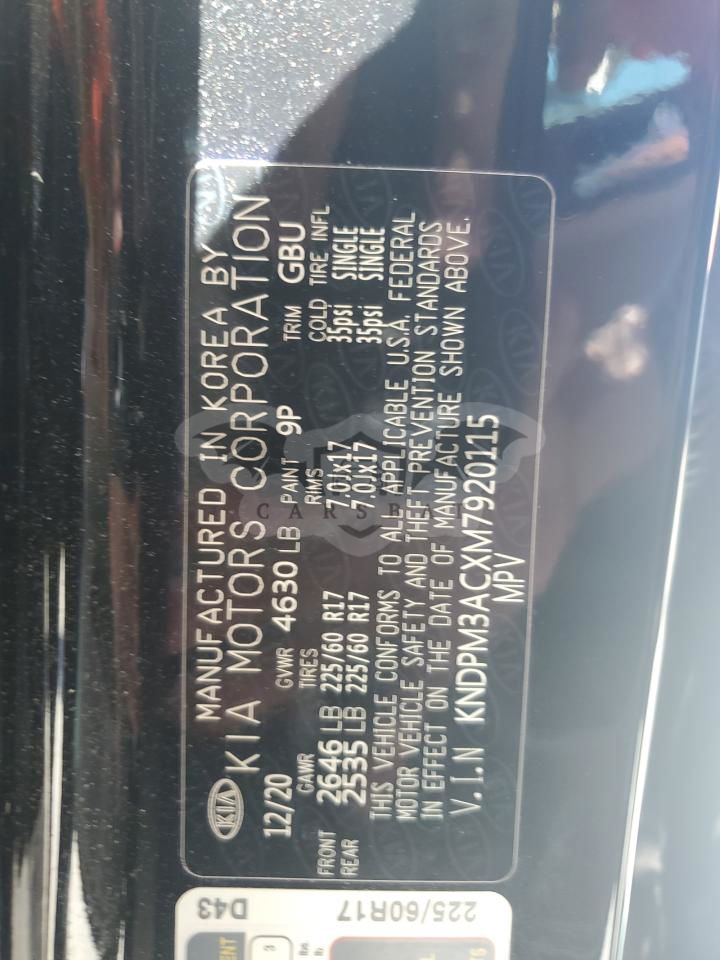 KIA
MANUFACTURED IN KOREA BY
KIA MOTORS CORPORATION
12/20 GVWR 4630 LB PAINT 9P TRIM GBU
GAWR TIRES RIMS COLD TIRE INFL
FRONT 2646 LB 225/60 R17 7.0Jx17 35psi SINGLE
REAR 2535 LB 225/60 R17 7.0Jx17 35psi SINGLE
THIS VEHICLE CONFORMS TO ALL APPLICABLE U.S.A. FEDERAL
MOTOR VEHICLE SAFETY AND THEFT PREVENTION STANDARDS
IN EFFECT ON THE DATE OF MANUFACTURE SHOWN ABOVE.
V.I.N KNDPM3ACXM7920115
MPV
CARSBAT
D43
225/60R17
3